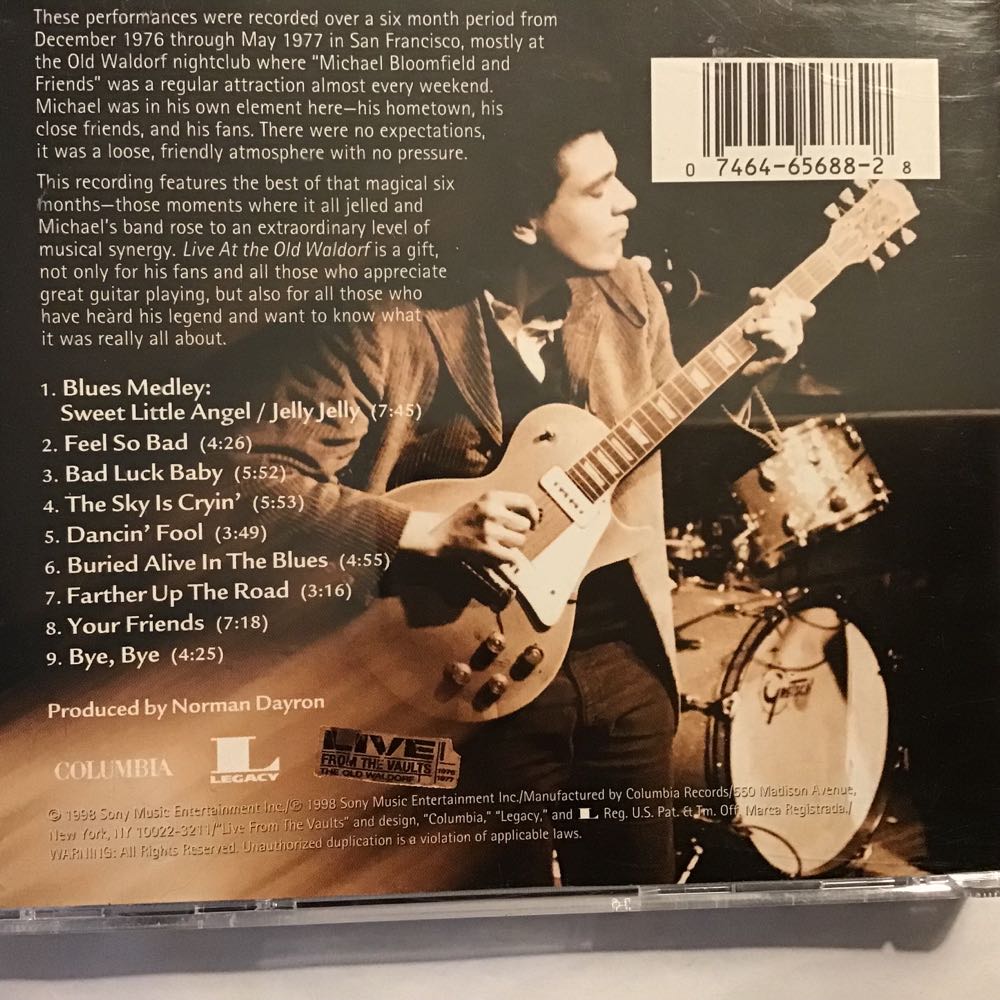 These performances were recorded over a six month period from
December 1976 through May 1977 in San Francisco, mostly at
the Old Waldorf nightclub where "Michael Bloomfield and
Friends" was a regular attraction almost every weekend.
Michael was in his own element here—his hometown, his
close friends, and his fans. There were no expectations,
it was a loose, friendly atmosphere with no pressure.
This recording features the best of that magical six
months—those moments where it all jelled and
Michael's band rose to an extraordinary level of
musical synergy. Live At the Old Waldorf is a gift,
not only for his fans and all those who appreciate
great guitar playing, but also for all those who
have heard his legend and want to know what
it was really all about.
0 7464-65688-2 8
1. Blues Medley:
Sweet Little Angel / Jelly Jelly (7:45)
2. Feel So Bad (4:26)
3. Bad Luck Baby (5:52)
4. The Sky Is Cryin' (5:53)
5. Dancin' Fool (3:49)
6. Buried Alive In The Blues (4:55)
7. Farther Up The Road (3:16)
8. Your Friends (7:18)
9. Bye, Bye (4:25)
Gretsch
Produced by Norman Dayron
COLUMBIA
L
LEGACY
LIVE!
FROM THE VAULTS
THE OLD WALDORF
1976
1977
© 1998 Sony Music Entertainment Inc./℗ 1998 Sony Music Entertainment Inc./Manufactured by Columbia Records/550 Madison Avenue,
New York, NY 10022-3211/"Live From The Vaults" and design, "Columbia," "Legacy," and L Reg. U.S. Pat. & Tm. Off. Marca Registrada./
WARNING: All Rights Reserved. Unauthorized duplication is a violation of applicable laws.